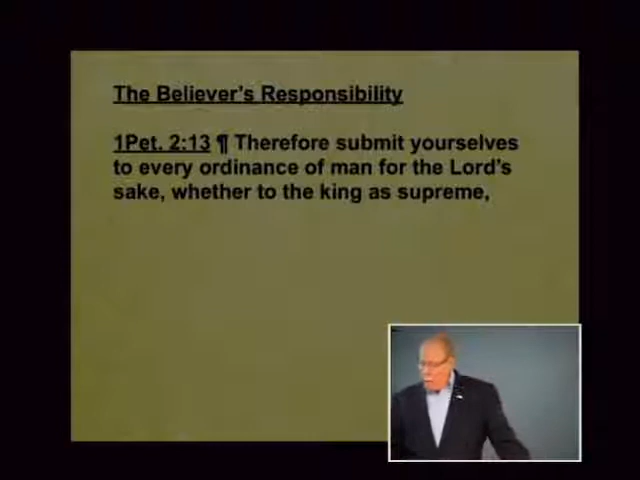 The Believer's Responsibility
1Pet. 2:13 ¶ Therefore submit yourselves
to every ordinance of man for the Lord's
sake, whether to the king as supreme,